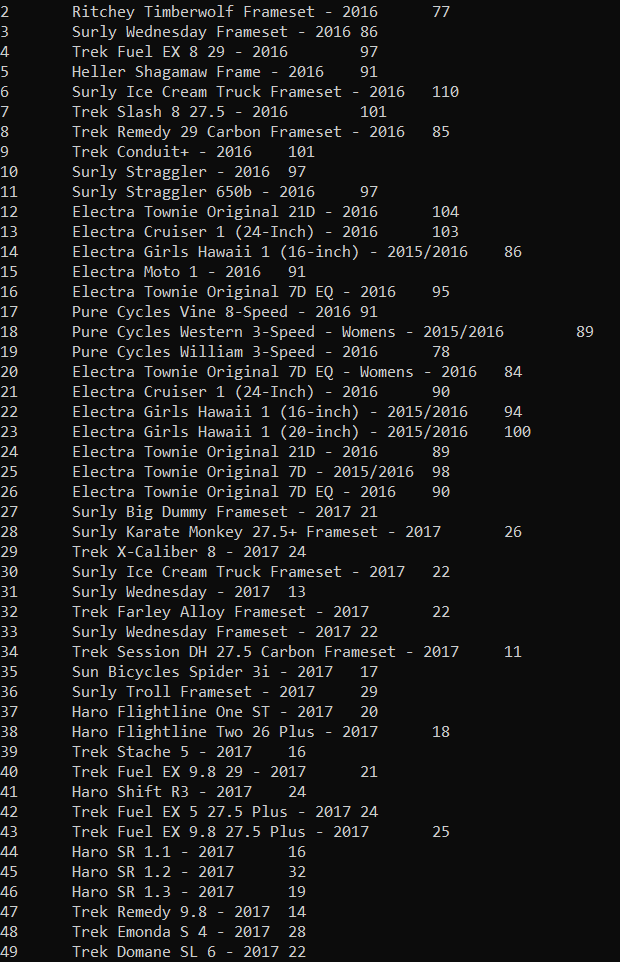 2	Ritchey Timberwolf Frameset - 2016	77
3	Surly Wednesday Frameset - 2016	86
4	Trek Fuel EX 8 29 - 2016	97
5	Heller Shagamaw Frame - 2016	91
6	Surly Ice Cream Truck Frameset - 2016	110
7	Trek Slash 8 27.5 - 2016	101
8	Trek Remedy 29 Carbon Frameset - 2016	85
9	Trek Conduit+ - 2016	101
10	Surly Straggler - 2016	97
11	Surly Straggler 650b - 2016	97
12	Electra Townie Original 21D - 2016	104
13	Electra Cruiser 1 (24-Inch) - 2016	103
14	Electra Girls Hawaii 1 (16-inch) - 2015/2016	86
15	Electra Moto 1 - 2016	91
16	Electra Townie Original 7D EQ - 2016	95
17	Pure Cycles Vine 8-Speed - 2016	91
18	Pure Cycles Western 3-Speed - Womens - 2015/2016	89
19	Pure Cycles William 3-Speed - 2016	78
20	Electra Townie Original 7D EQ - Womens - 2016	84
21	Electra Cruiser 1 (24-Inch) - 2016	90
22	Electra Girls Hawaii 1 (16-inch) - 2015/2016	94
23	Electra Girls Hawaii 1 (20-inch) - 2015/2016	100
24	Electra Townie Original 21D - 2016	89
25	Electra Townie Original 7D - 2015/2016	98
26	Electra Townie Original 7D EQ - 2016	90
27	Surly Big Dummy Frameset - 2017	21
28	Surly Karate Monkey 27.5+ Frameset - 2017	26
29	Trek X-Caliber 8 - 2017	24
30	Surly Ice Cream Truck Frameset - 2017	22
31	Surly Wednesday - 2017	13
32	Trek Farley Alloy Frameset - 2017	22
33	Surly Wednesday Frameset - 2017	22
34	Trek Session DH 27.5 Carbon Frameset - 2017	11
35	Sun Bicycles Spider 3i - 2017	17
36	Surly Troll Frameset - 2017	29
37	Haro Flightline One ST - 2017	20
38	Haro Flightline Two 26 Plus - 2017	18
39	Trek Stache 5 - 2017	16
40	Trek Fuel EX 9.8 29 - 2017	21
41	Haro Shift R3 - 2017	24
42	Trek Fuel EX 5 27.5 Plus - 2017	24
43	Trek Fuel EX 9.8 27.5 Plus - 2017	25
44	Haro SR 1.1 - 2017	16
45	Haro SR 1.2 - 2017	32
46	Haro SR 1.3 - 2017	19
47	Trek Remedy 9.8 - 2017	14
48	Trek Emonda S 4 - 2017	28
49	Trek Domane SL 6 - 2017	22